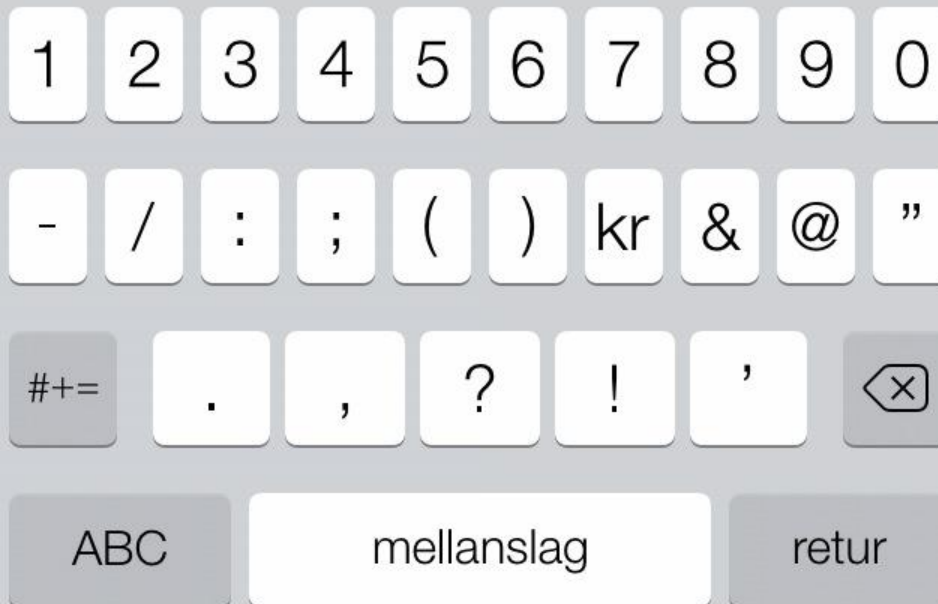 1 2 3 4 5 6 7 8 9 0
- / : ; ( ) kr & @ ”
#+= . , ? ! ’
ABC mellanslag retur